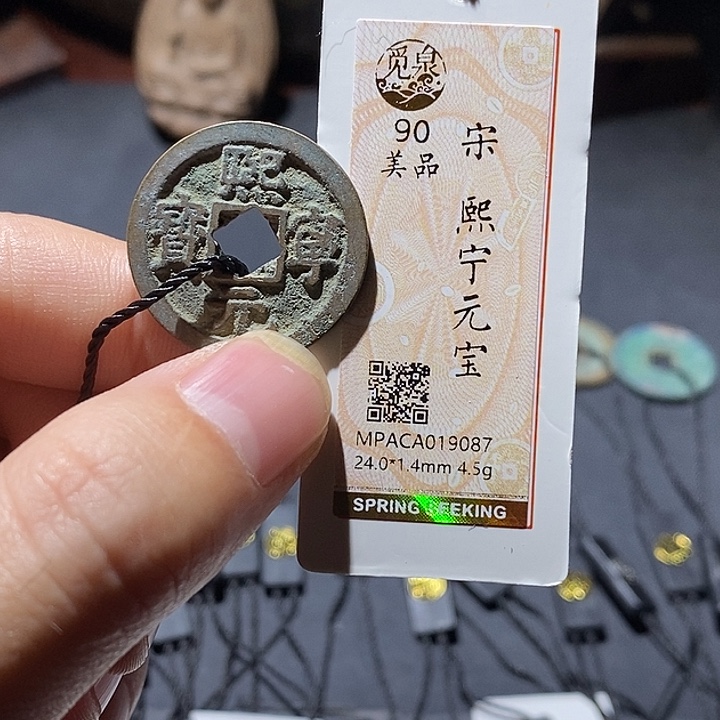 熙寧元寶
觅泉
90
美品
宋 熙宁元宝
MPACA019087
24.0*1.4mm 4.5g
SPRING SEEKING